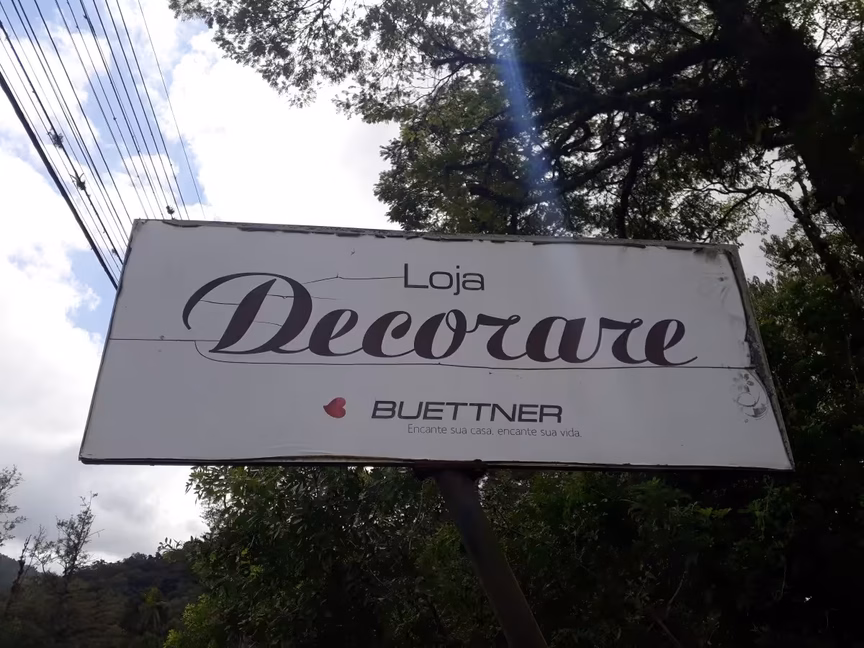 Loja
Decorare
BUETTNER
Encante sua casa, encante sua vida.